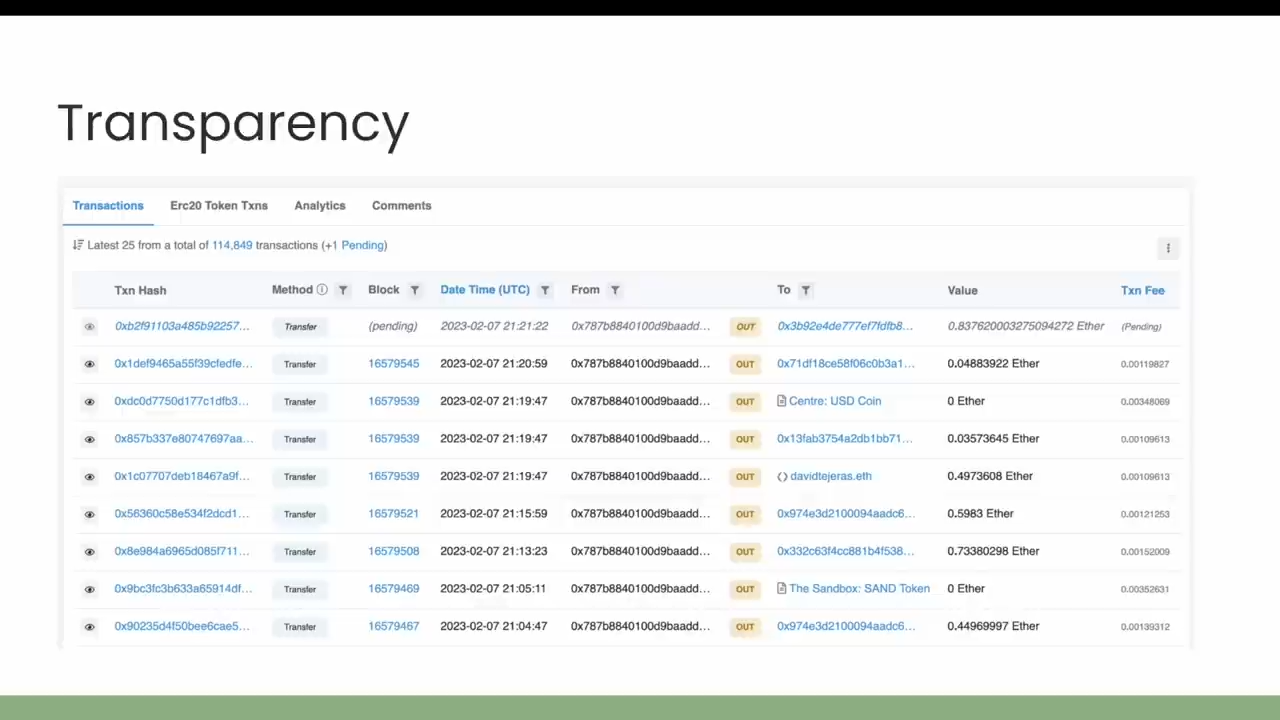 Transparency
Transactions Erc20 Token Txns Analytics Comments
Latest 25 from a total of 114,849 transactions (+1 Pending)
Txn Hash Method Block Date Time (UTC) From To Value Txn Fee
0xb2f91103a485b92257... Transfer (pending) 2023-02-07 21:21:22 0x787b8840100d9baadd... OUT 0x3b92e4de777ef7fdfb8... 0.837620003275094272 Ether (Pending)
0x1def9465a55f39cfedfe... Transfer 16579545 2023-02-07 21:20:59 0x787b8840100d9baadd... OUT 0x71df18ce58f06c0b3a1... 0.04883922 Ether 0.00119827
0xdc0d7750d177c1dfb3... Transfer 16579539 2023-02-07 21:19:47 0x787b8840100d9baadd... OUT Centre: USD Coin 0 Ether 0.00348069
0x857b337e80747697aa... Transfer 16579539 2023-02-07 21:19:47 0x787b8840100d9baadd... OUT 0x13fab3754a2db1bb71... 0.03573645 Ether 0.00109613
0x1c07707deb18467a9f... Transfer 16579539 2023-02-07 21:19:47 0x787b8840100d9baadd... OUT davidtejeras.eth 0.4973608 Ether 0.00109613
0x56360c58e534f2dcd1... Transfer 16579521 2023-02-07 21:15:59 0x787b8840100d9baadd... OUT 0x974e3d2100094aadc6... 0.5983 Ether 0.00121253
0x8e984a6965d085f711... Transfer 16579508 2023-02-07 21:13:23 0x787b8840100d9baadd... OUT 0x332c63f4cc881b4f538... 0.73380298 Ether 0.00152009
0x9bc3fc3b633a65914df... Transfer 16579469 2023-02-07 21:05:11 0x787b8840100d9baadd... OUT The Sandbox: SAND Token 0 Ether 0.00352631
0x90235d4f50bee6cae5... Transfer 16579467 2023-02-07 21:04:47 0x787b8840100d9baadd... OUT 0x974e3d2100094aadc6... 0.44969997 Ether 0.00139312